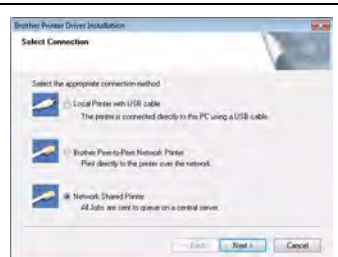 Brother Printer Driver Installation
Select Connection
Select the appropriate connection method.
Local Printer with USB cable
The printer is connected directly to this PC using a USB cable.
Brother Peer-to-Peer Network Printer
Print directly to the printer over the network.
Network Shared Printer
All Jobs are sent to queue on a central server.
< Back
Next >
Cancel